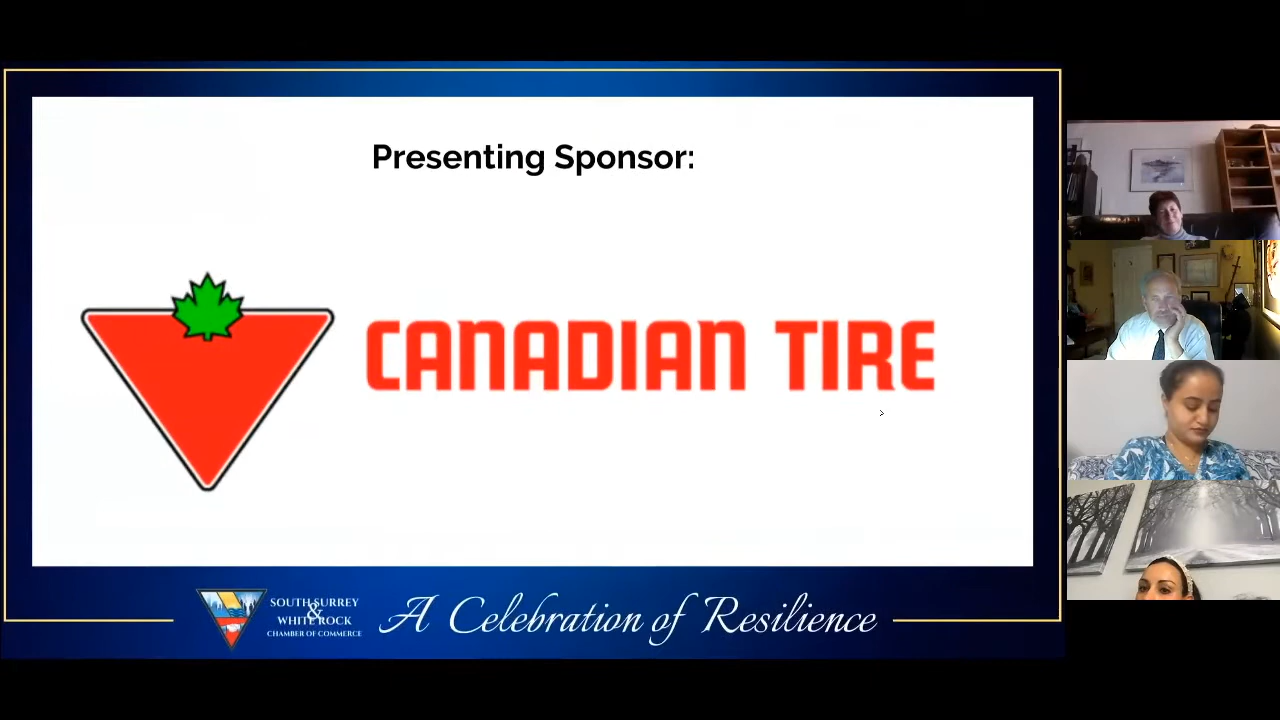 Presenting Sponsor:
CANADIAN TIRE
SOUTH SURREY
&
WHITE ROCK
CHAMBER OF COMMERCE
A Celebration of Resilience